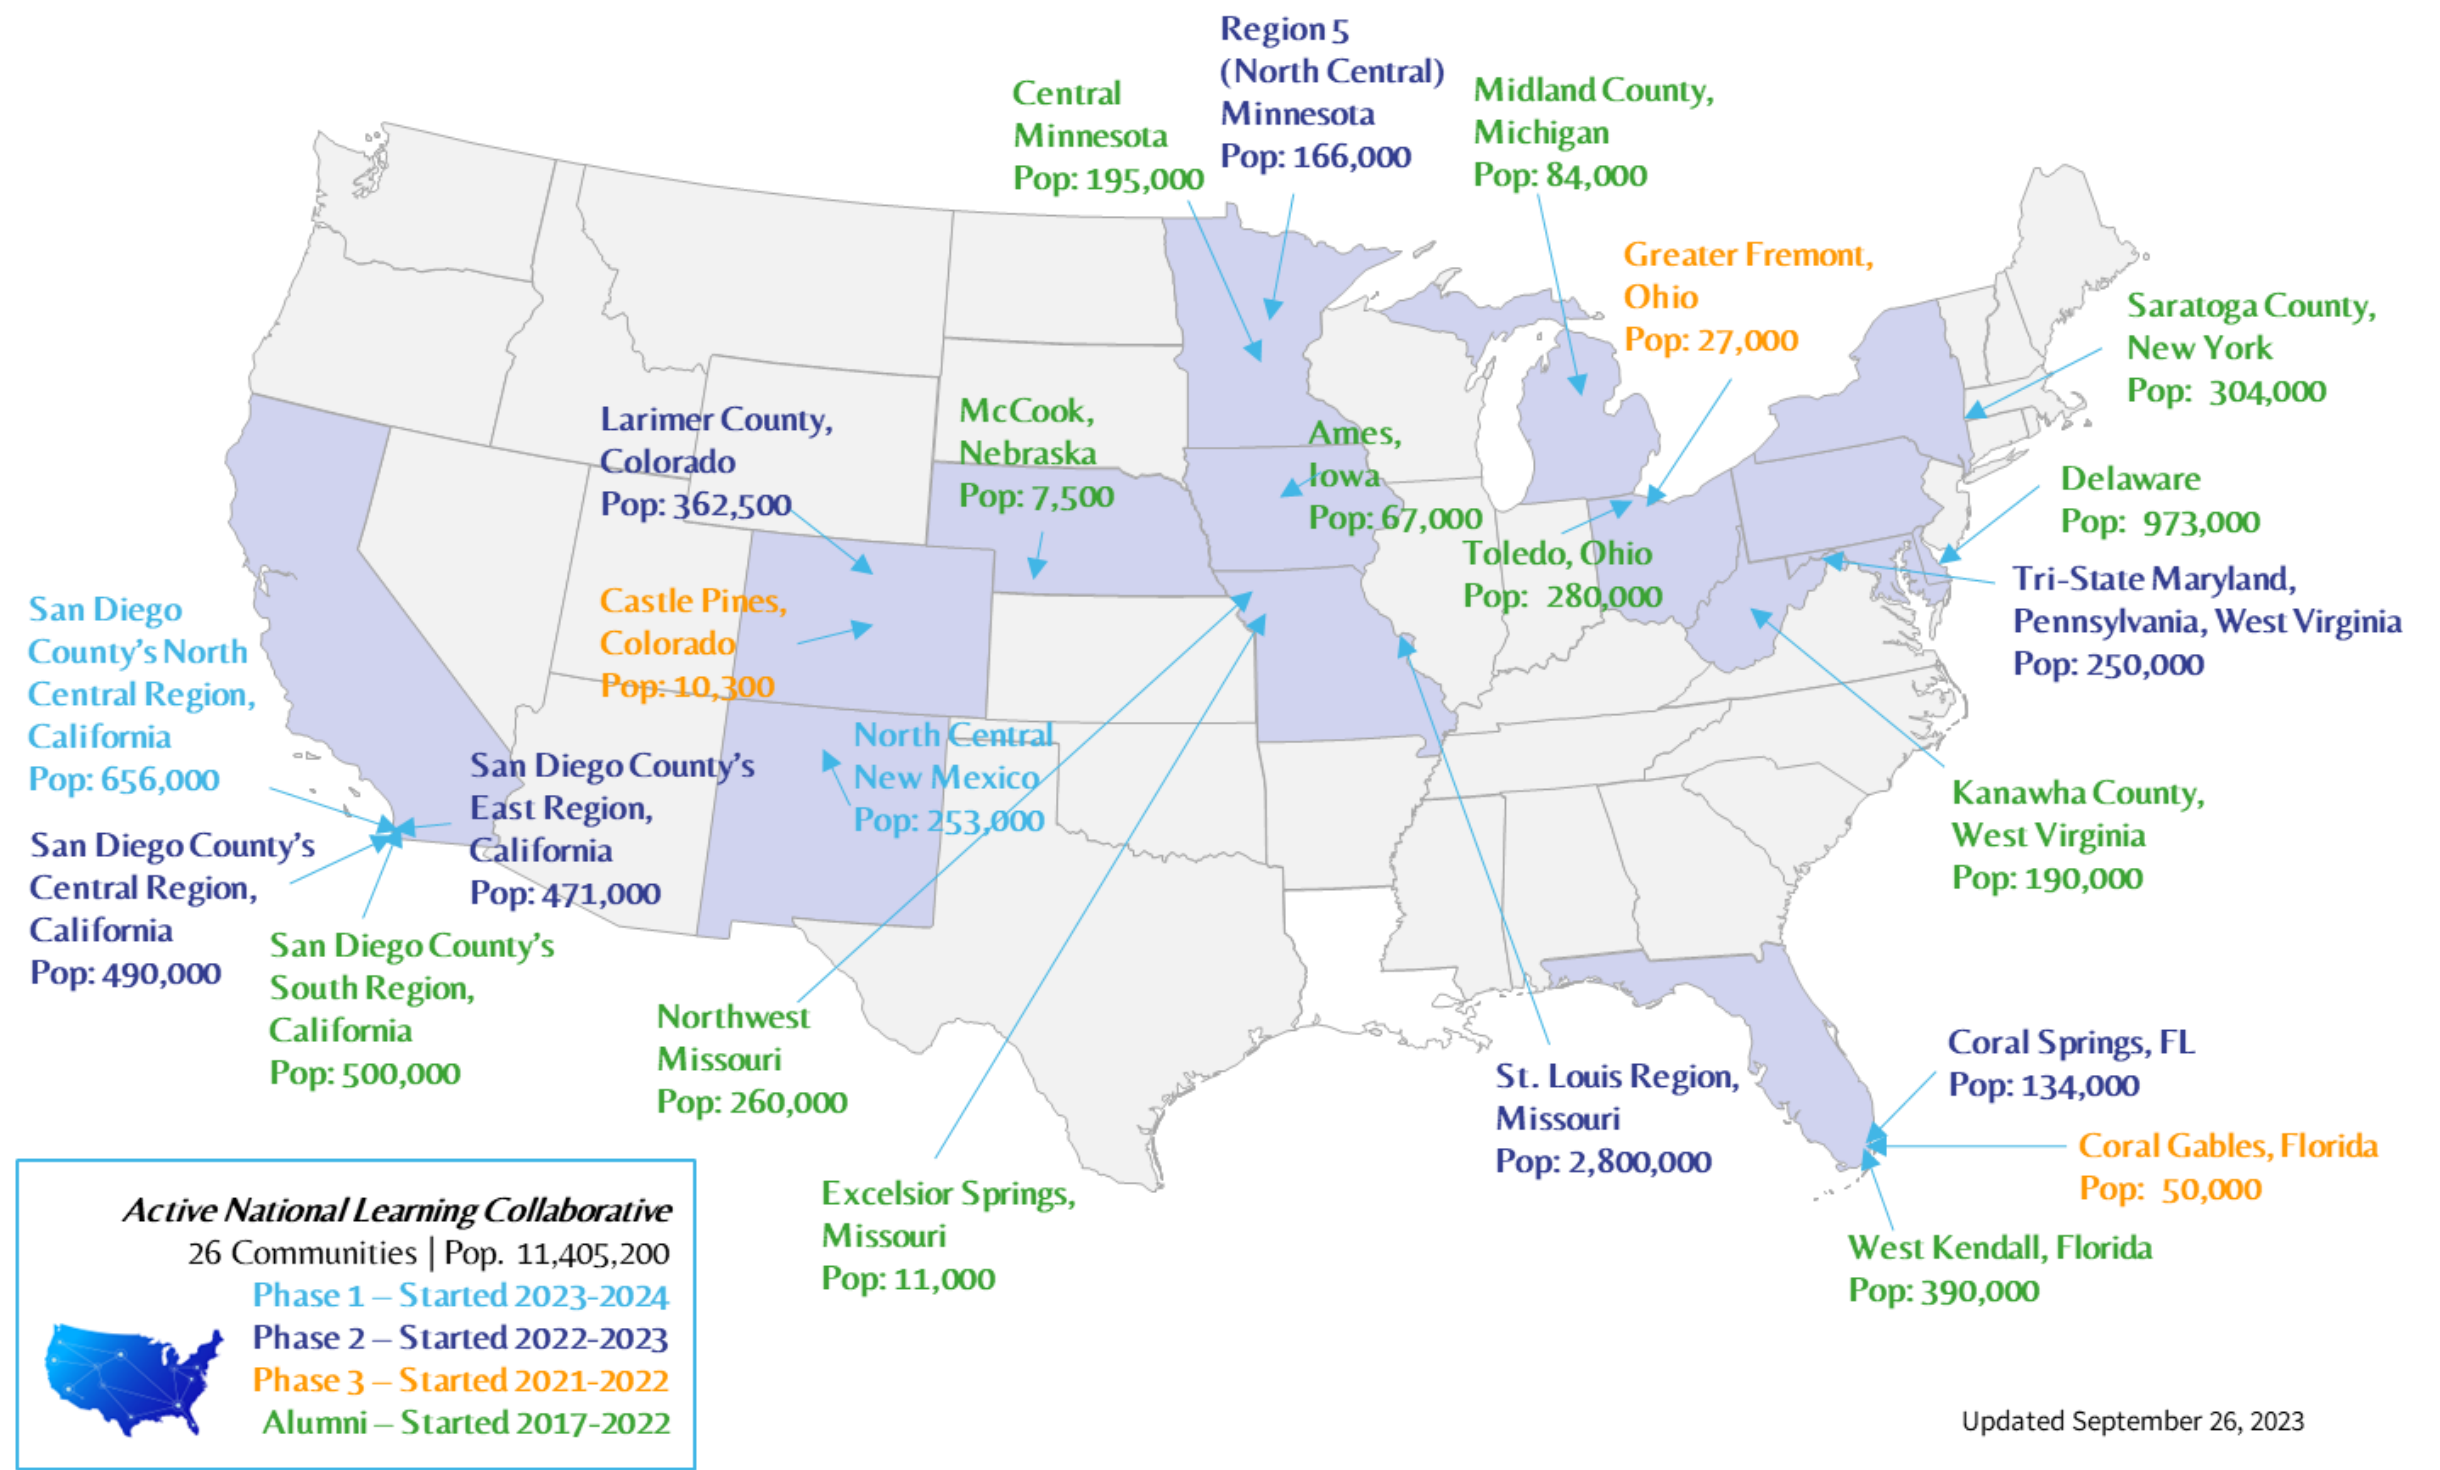 Region 5
(North Central)
Minnesota
Pop: 166,000
Central
Minnesota
Pop: 195,000
Midland County,
Michigan
Pop: 84,000
Greater Fremont,
Ohio
Pop: 27,000
Saratoga County,
New York
Pop: 304,000
Larimer County,
Colorado
Pop: 362,500
McCook,
Nebraska
Pop: 7,500
Ames,
Iowa
Pop: 67,000
Delaware
Pop: 973,000
Toledo, Ohio
Pop: 280,000
Tri-State Maryland,
Pennsylvania, West Virginia
Pop: 250,000
Castle Pines,
Colorado
Pop: 10,300
San Diego
County's North
Central Region,
California
Pop: 656,000
North Central
New Mexico
Pop: 253,000
San Diego County's
East Region,
California
Pop: 471,000
San Diego County's
Central Region,
California
Pop: 490,000
Kanawha County,
West Virginia
Pop: 190,000
San Diego County's
South Region,
California
Pop: 500,000
Northwest
Missouri
Pop: 260,000
St. Louis Region,
Missouri
Pop: 2,800,000
Coral Springs, FL
Pop: 134,000
Coral Gables, Florida
Pop: 50,000
Excelsior Springs,
Missouri
Pop: 11,000
West Kendall, Florida
Pop: 390,000
Active National Learning Collaborative
26 Communities | Pop. 11,405,200
Phase 1 – Started 2023-2024
Phase 2 – Started 2022-2023
Phase 3 – Started 2021-2022
Alumni – Started 2017-2022
Updated September 26, 2023